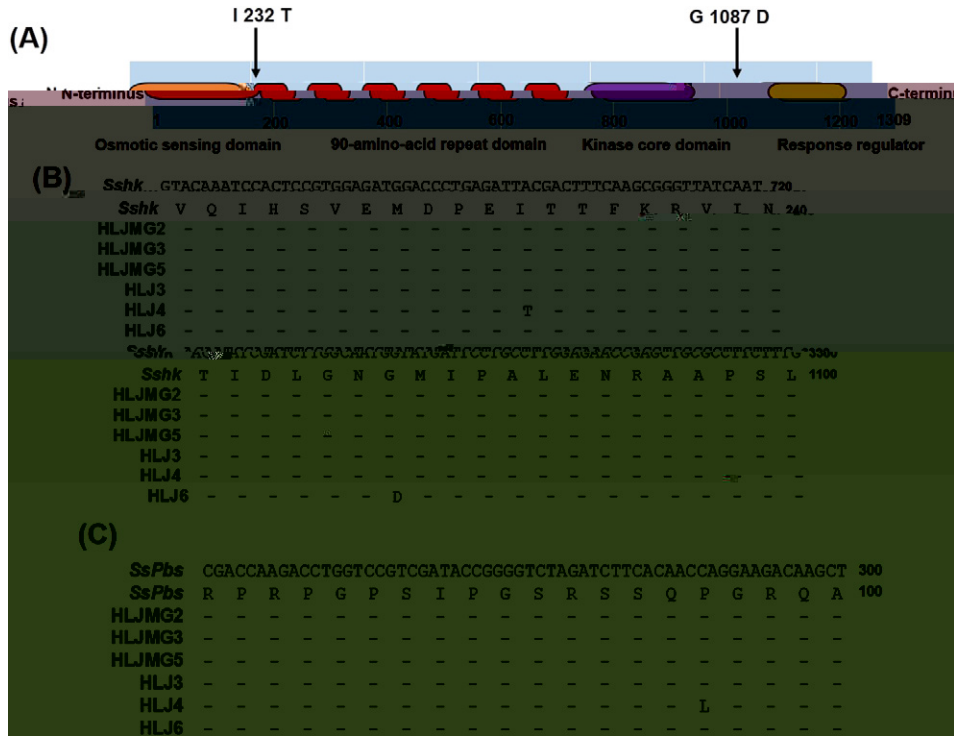 (A)
I 232 T
G 1087 D
N-terminus
C-terminus
1 200 400 600 800 1000 1200 1309
Osmotic sensing domain 90-amino-acid repeat domain Kinase core domain Response regulator
(B)
Sshk GTACAAATCCACTCCGTGGAGATGGACCCTGAGATTACGACTTTCAAGCGGGTTATCAAT 720
Sshk V Q I H S V E M D P E I T T F K R V I N 240
HLJMG2 - - - - - - - - - - - - - - - - - - - -
HLJMG3 - - - - - - - - - - - - - - - - - - - -
HLJMG5 - - - - - - - - - - - - - - - - - - - -
HLJ3 - - - - - - - - - - - - - - - - - - - -
HLJ4 - - - - - - - - - - - T - - - - - - - -
HLJ6 - - - - - - - - - - - - - - - - - - - -
Sshk 3300
Sshk T I D L G N G M I P A L E N R A A P S L 1100
HLJMG2 - - - - - - - - - - - - - - - - - - - -
HLJMG3 - - - - - - - - - - - - - - - - - - - -
HLJMG5 - - - - - - - - - - - - - - - - - - - -
HLJ3 - - - - - - - - - - - - - - - - - - - -
HLJ4 - - - - - - - - - - - - - - - - - - - -
HLJ6 - - - - - - D - - - - - - - - - - - - -
(C)
SsPbs CGACCAAGACCTGGTCCGTCGATACCGGGGTCTAGATCTTCACAACCAGGAAGACAAGCT 300
SsPbs R P R P G P S I P G S R S S Q P G R Q A 100
HLJMG2 - - - - - - - - - - - - - - - - - - - -
HLJMG3 - - - - - - - - - - - - - - - - - - - -
HLJMG5 - - - - - - - - - - - - - - - - - - - -
HLJ3 - - - - - - - - - - - - - - - - - - - -
HLJ4 - - - - - - - - - - - - - - - L - - - -
HLJ6 - - - - - - - - - - - - - - - - - - - -